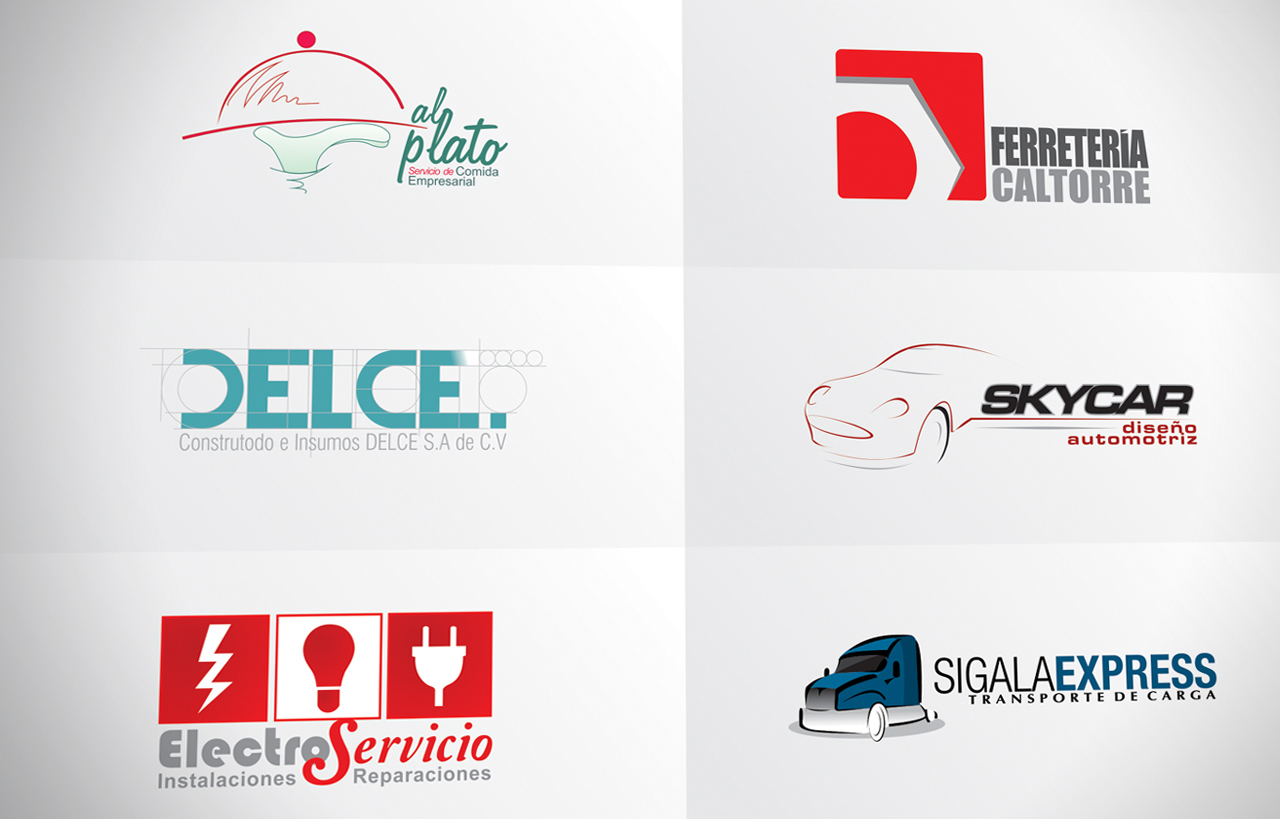 al
plato
Servicio de Comida
Empresarial
FERRETERÍA
CALTORRE
DELCE.
Construtodo e Insumos DELCE S.A de C.V
SKYCAR
diseño
automotriz
ElectroServicio
Instalaciones Reparaciones
SIGALAEXPRESS
TRANSPORTE DE CARGA